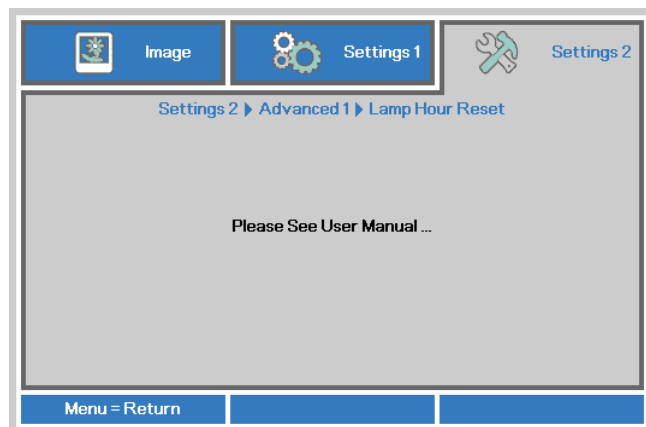 Image
Settings 1
Settings 2
Settings 2 ▶ Advanced 1 ▶ Lamp Hour Reset
Please See User Manual ...
Menu = Return